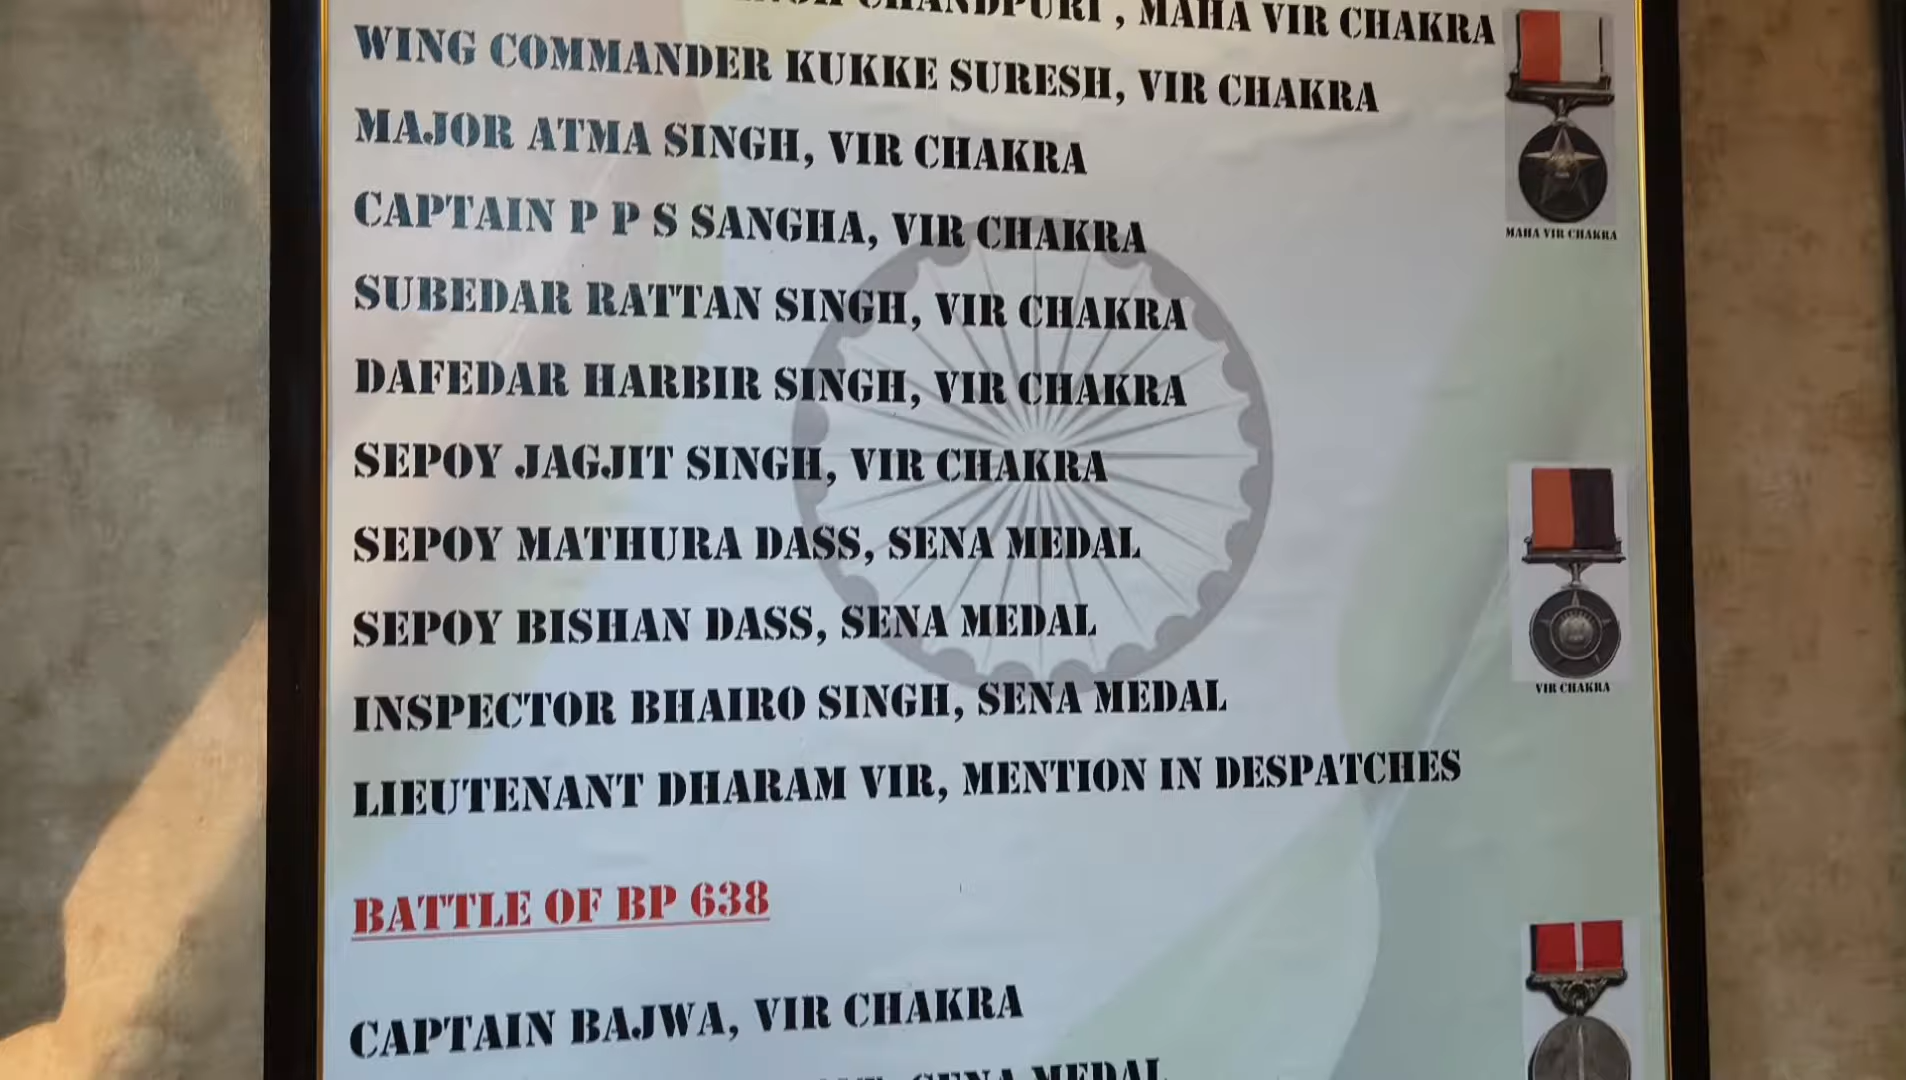 CHANDPURI, MAHA VIR CHAKRA
WING COMMANDER KUKKE SURESH, VIR CHAKRA
MAJOR ATMA SINGH, VIR CHAKRA
CAPTAIN P P S SANGHA, VIR CHAKRA
MAHA VIR CHAKRA
SUBEDAR RATTAN SINGH, VIR CHAKRA
DAFEDAR HARBIR SINGH, VIR CHAKRA
SEPOY JAGJIT SINGH, VIR CHAKRA
SEPOY MATHURA DASS, SENA MEDAL
SEPOY BISHAN DASS, SENA MEDAL
VIR CHAKRA
INSPECTOR BHAIRO SINGH, SENA MEDAL
LIEUTENANT DHARAM VIR, MENTION IN DESPATCHES
BATTLE OF BP 638
CAPTAIN BAJWA, VIR CHAKRA
SENA MEDAL